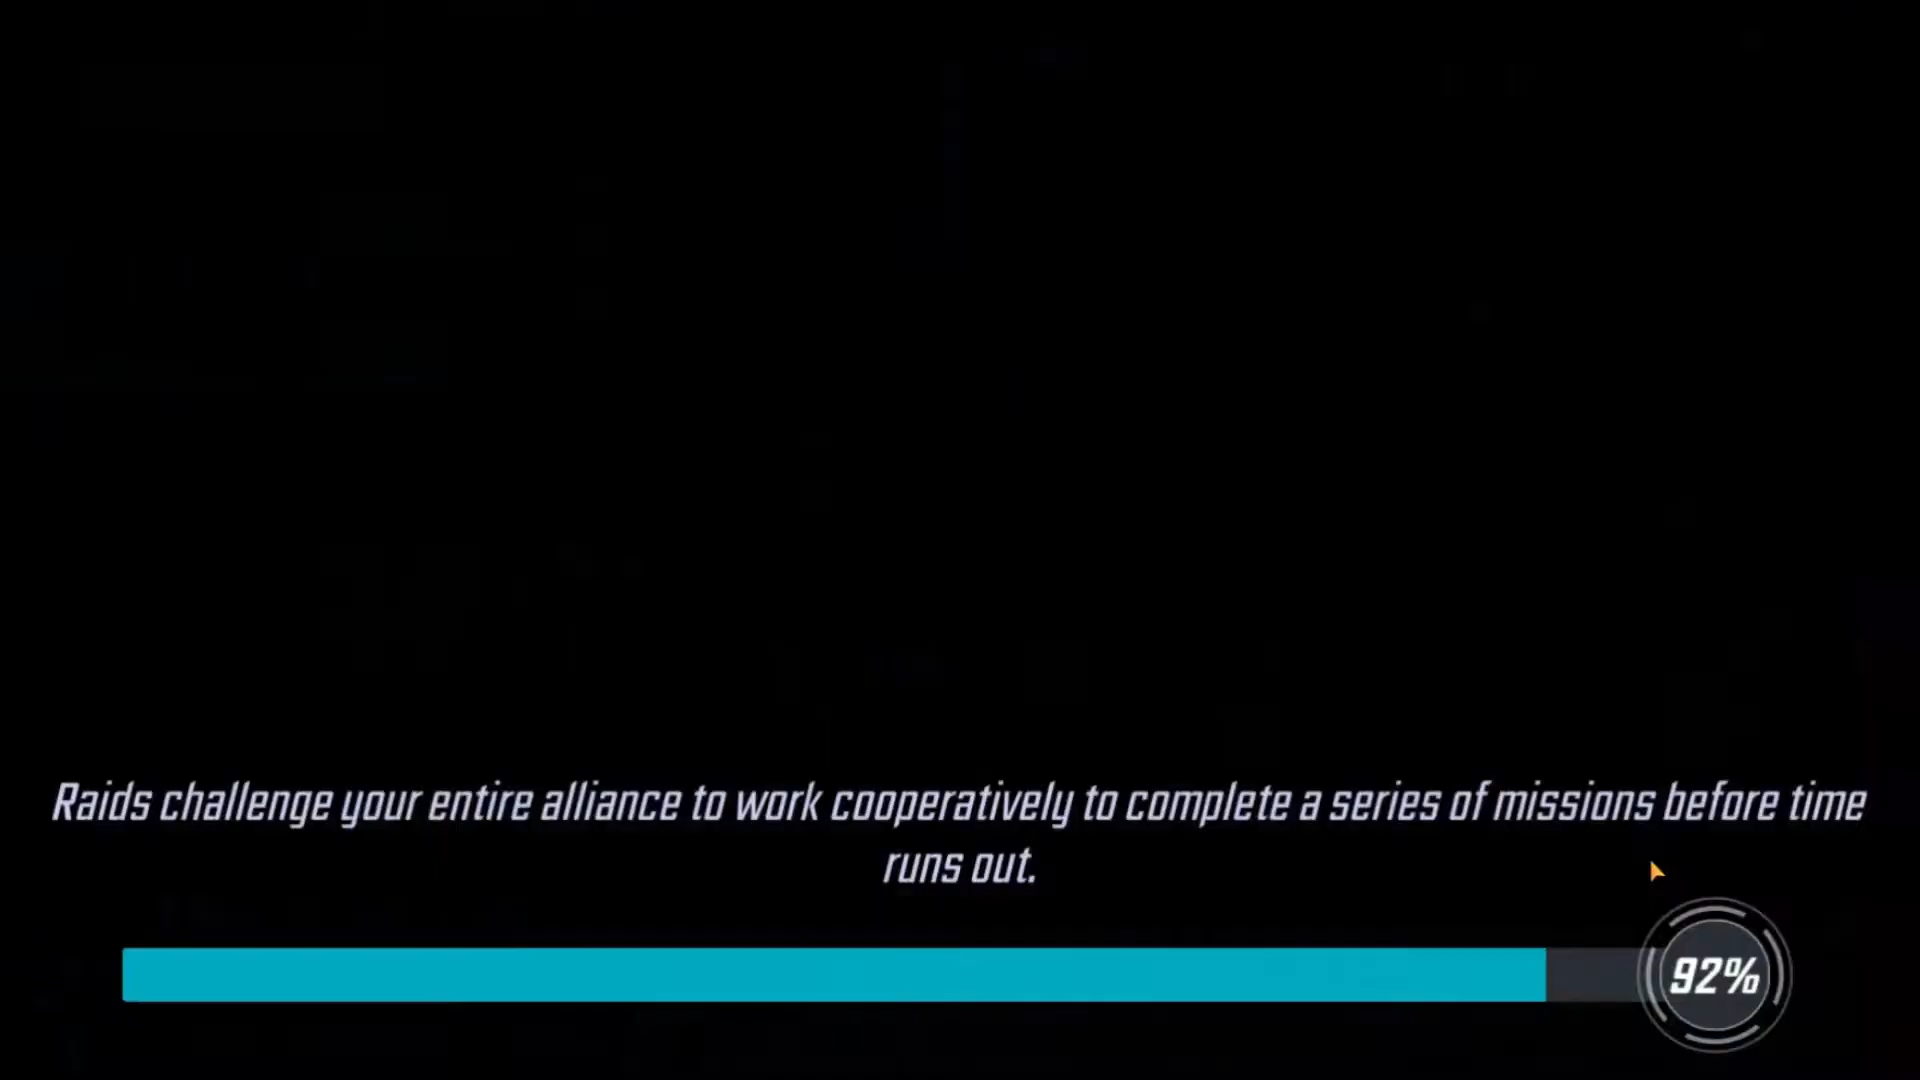 Raids challenge your entire alliance to work cooperatively to complete a series of missions before time
runs out.
92%